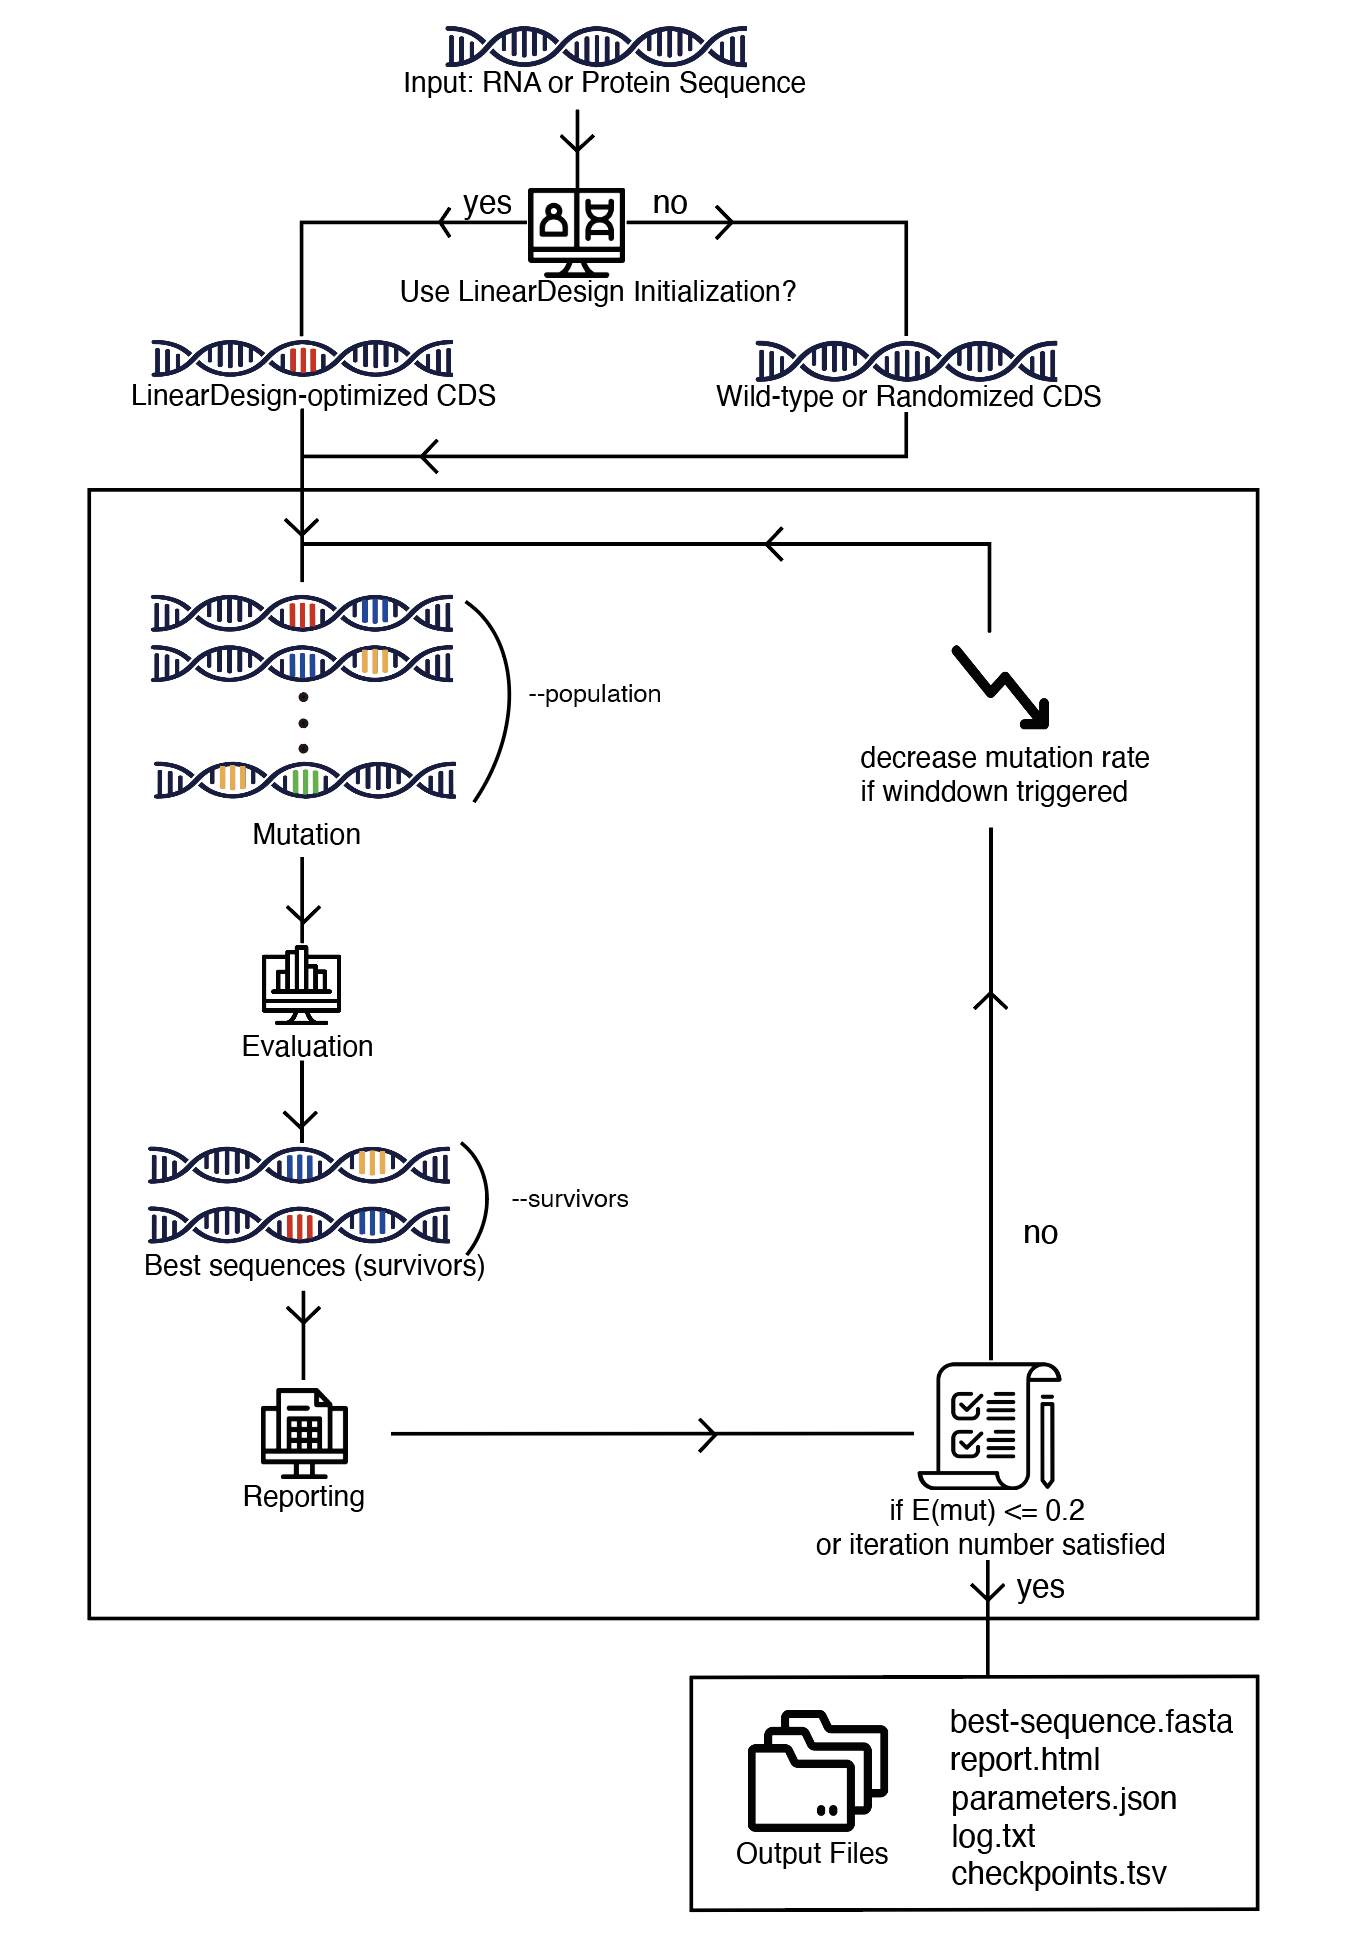 Input: RNA or Protein Sequence
yes
no
Use LinearDesign Initialization?
LinearDesign-optimized CDS
Wild-type or Randomized CDS
--population
decrease mutation rate
if winddown triggered
Mutation
Evaluation
--survivors
Best sequences (survivors)
no
Reporting
if E(mut) <= 0.2
or iteration number satisfied
yes
best-sequence.fasta
report.html
parameters.json
log.txt
checkpoints.tsv
Output Files